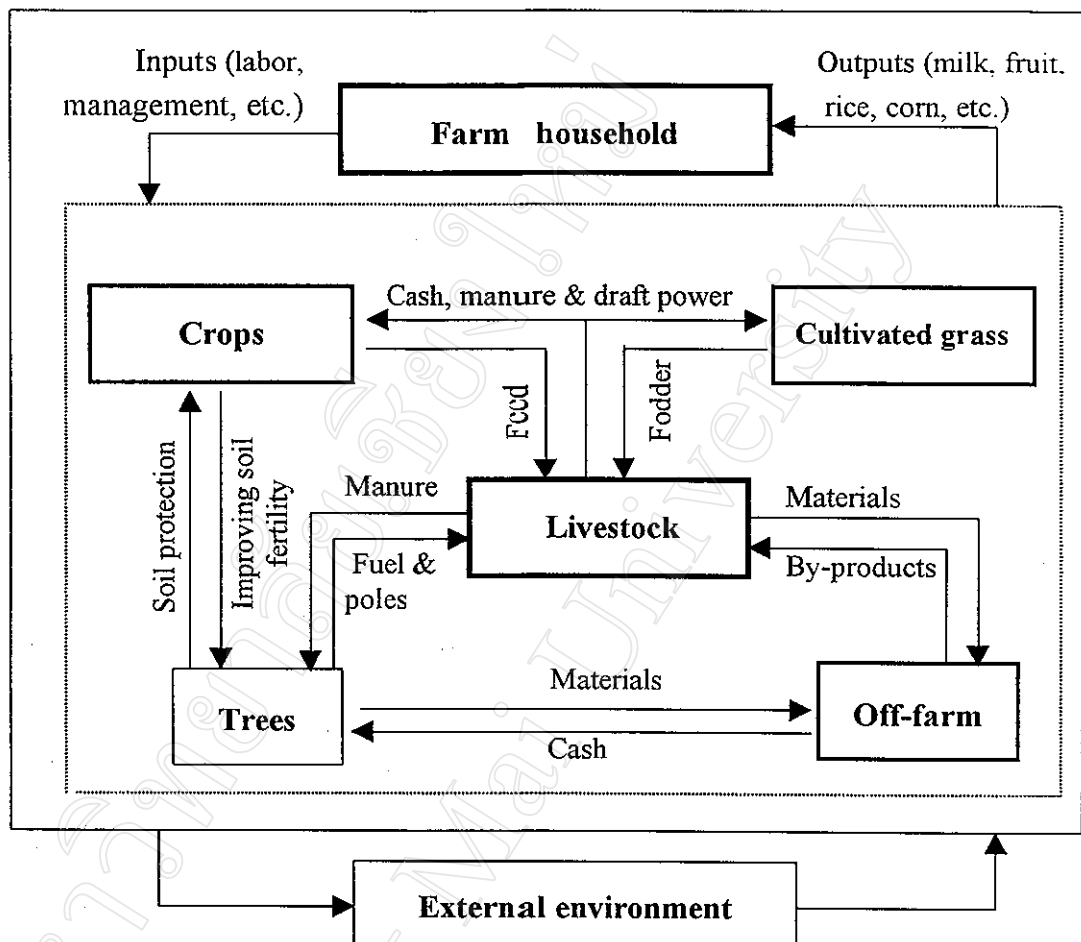 Inputs (labor,
management, etc.)
Outputs (milk, fruit,
rice, corn, etc.)
Farm household
Cash, manure & draft power
Crops
Cultivated grass
Feed
Fodder
Soil protection
Improving soil
fertility
Manure
Livestock
Materials
Fuel &
poles
By-products
Trees
Materials
Cash
Off-farm
External environment
Mai University